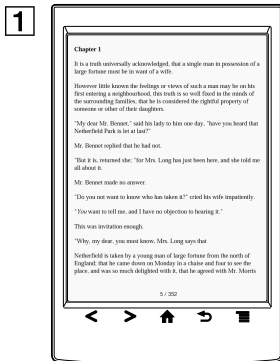 1
Chapter 1
It is a truth universally acknowledged, that a single man in possession of a
large fortune must be in want of a wife.
However little known the feelings or views of such a man may be on his
first entering a neighbourhood, this truth is so well fixed in the minds of
the surrounding families, that he is considered the rightful property of
someone or other of their daughters.
"My dear Mr. Bennet," said his lady to him one day, "have you heard that
Netherfield Park is let at last?"
Mr. Bennet replied that he had not.
"But it is, returned she: "for Mrs. Long has just been here, and she told me
all about it.
Mr. Bennet made no answer.
"Do you not want to know who has taken it?" cried his wife impatiently.
"You want to tell me, and I have no objection to hearing it."
This was invitation enough.
"Why, my dear, you must know, Mrs. Long says that
Netherfield is taken by a young man of large fortune from the north of
England; that he came down on Monday in a chaise and four to see the
place, and was so much delighted with it, that he agreed with Mr. Morris
5 / 352